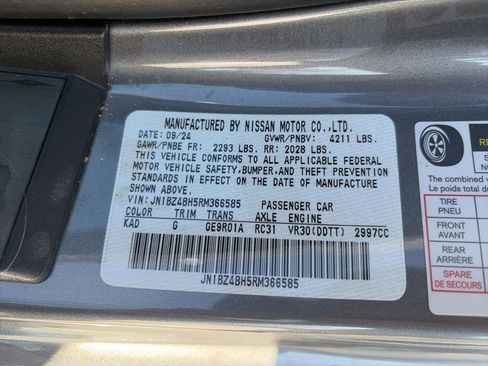 MANUFACTURED BY NISSAN MOTOR CO.,LTD.
DATE: 09/24 GVWR/PNBV: 4211 LBS.
GAWR/PNBE FR: 2293 LBS. RR: 2028 LBS.
THIS VEHICLE CONFORMS TO ALL APPLICABLE FEDERAL
MOTOR VEHICLE SAFETY,BUMPER,AND THEFT PREVENTION
STANDARDS IN EFFECT ON THE DATE OF MANUFACTURE
SHOWN ABOVE.
VIN: JN1BZ4BH5RM366585 PASSENGER CAR
COLOR TRIM TRANS AXLE ENGINE
KAD G GE9R01A RC31 VR30(DDTT) 2997CC
JN1BZ4BH5RM366585
The combined
Le poids total
TIRE
PNEU
FRONT
AVANT
REAR
ARRIÈRE
SPARE
DE SECOURS